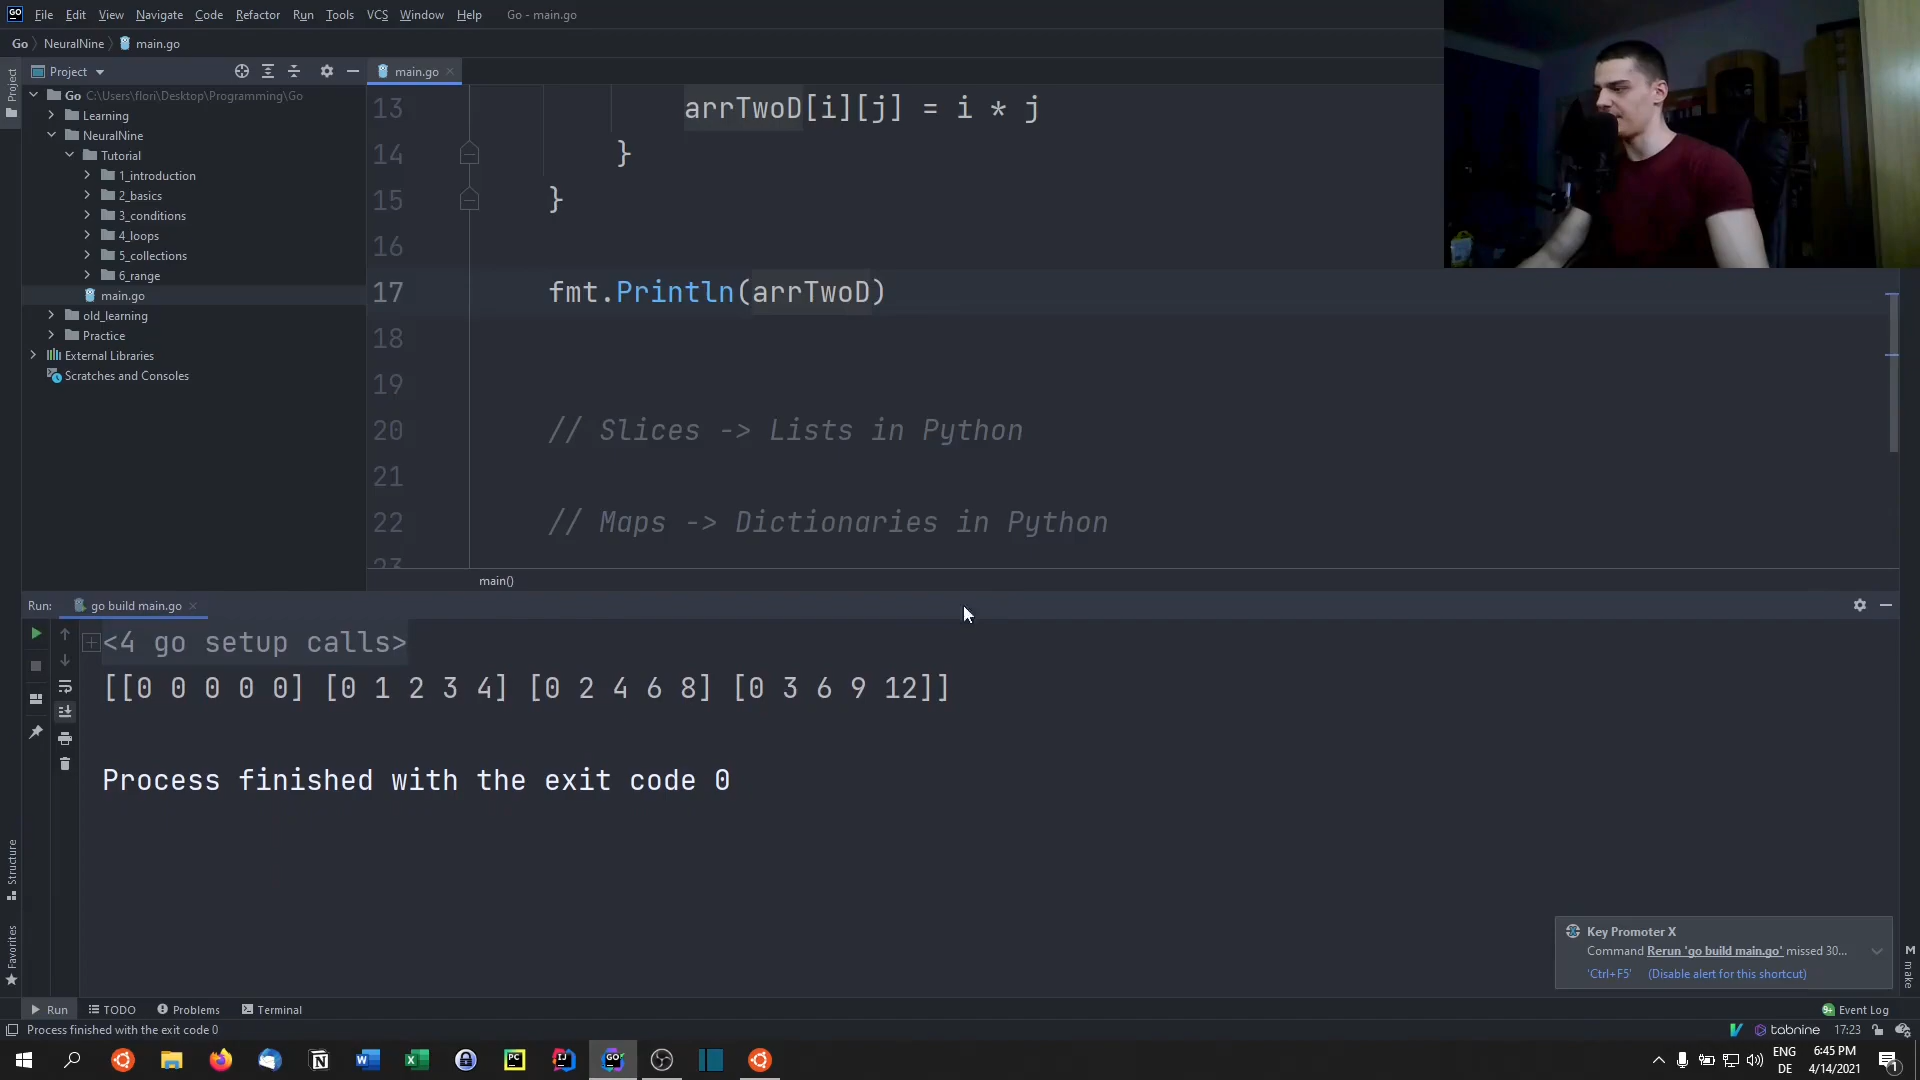 File Edit View Navigate Code Refactor Run Tools VCS Window Help Go - main.go
Go NeuralNine main.go
Project
Project
main.go
Go C:\Users\flori\Desktop\Programming\Go
Learning
NeuralNine
Tutorial
1_introduction
2_basics
3_conditions
4_loops
5_collections
6_range
main.go
old_learning
Practice
External Libraries
Scratches and Consoles
13 arrTwoD[i][j] = i * j
14 }
15 }
16
17 fmt.Println(arrTwoD)
18
19
20 // Slices -> Lists in Python
21
22 // Maps -> Dictionaries in Python
23
main()
Run: go build main.go
<4 go setup calls>
[[0 0 0 0 0] [0 1 2 3 4] [0 2 4 6 8] [0 3 6 9 12]]
Process finished with the exit code 0
Structure
Favorites
Key Promoter X
Command Rerun 'go build main.go' missed 30...
'Ctrl+F5' (Disable alert for this shortcut)
make
Run TODO Problems Terminal
Event Log
Process finished with the exit code 0
tabnine 17:23
ENG
DE
6:45 PM
4/14/2021